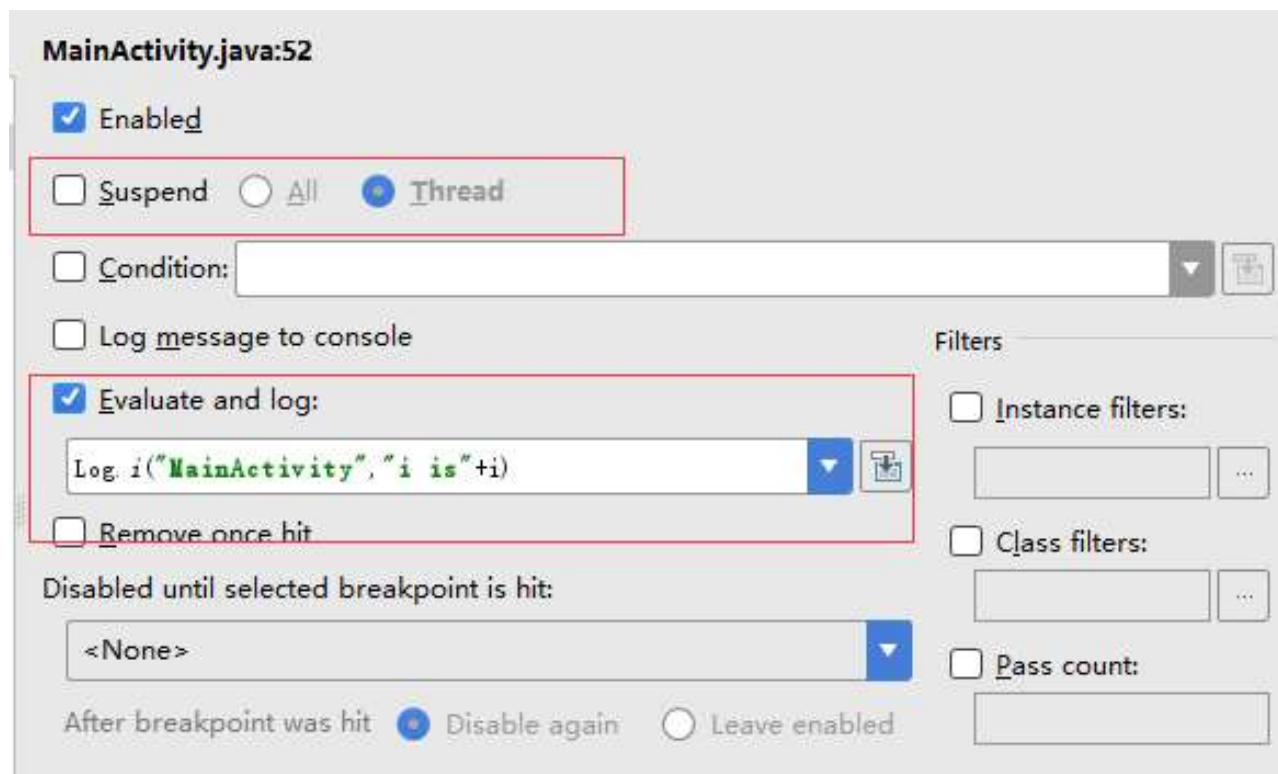 MainActivity.java:52
Enabled
Suspend All Thread
Condition:
Log message to console
Filters
Evaluate and log:
Instance filters:
Log.i("MainActivity","i is"+i)
...
Remove once hit
Class filters:
Disabled until selected breakpoint is hit:
...
<None>
Pass count:
After breakpoint was hit Disable again Leave enabled